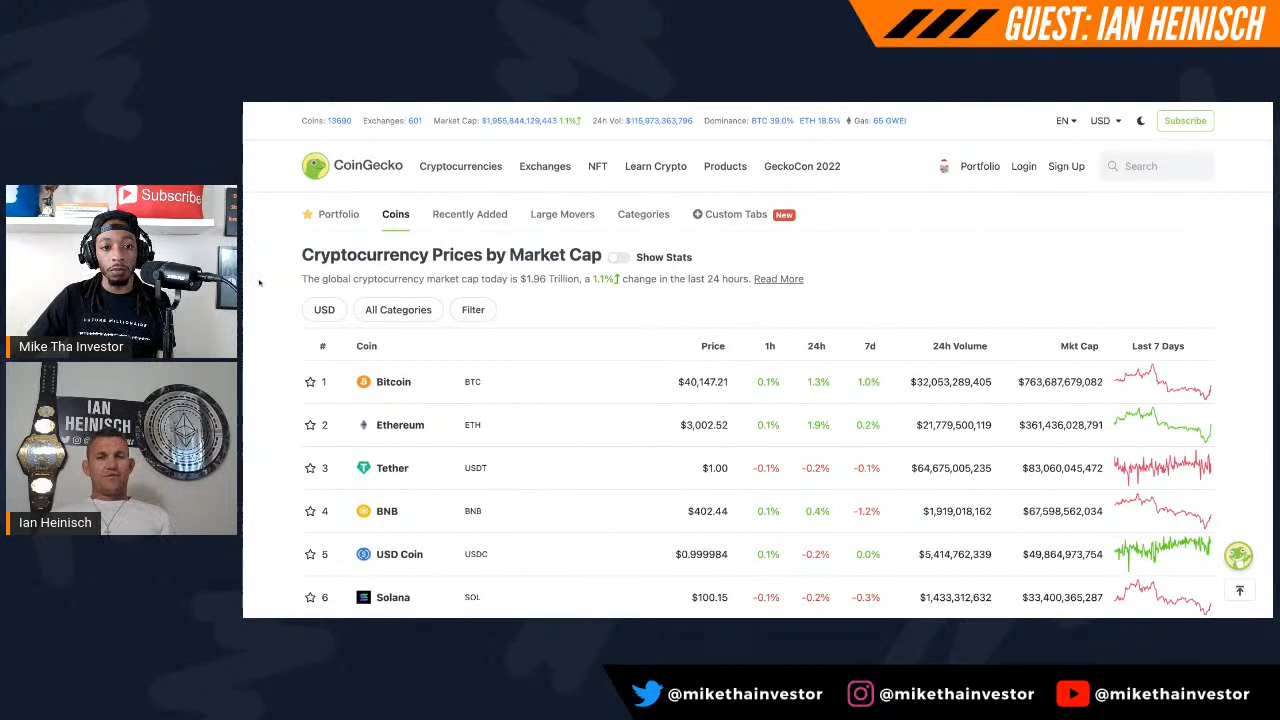 GUEST: IAN HEINISCH
Coins: 13690 Exchanges: 601 Market Cap: $1,955,844,129,443 1.1% 24h Vol: $115,973,363,796 Dominance: BTC 39.0% ETH 18.5% Gas: 65 GWEI EN USD Subscribe
CoinGecko Cryptocurrencies Exchanges NFT Learn Crypto Products GeckoCon 2022 Portfolio Login Sign Up Search
Portfolio Coins Recently Added Large Movers Categories Custom Tabs New
Cryptocurrency Prices by Market Cap Show Stats
The global cryptocurrency market cap today is $1.96 Trillion, a 1.1% change in the last 24 hours. Read More
USD All Categories Filter
# Coin Price 1h 24h 7d 24h Volume Mkt Cap Last 7 Days
1 Bitcoin BTC $40,147.21 0.1% 1.3% 1.0% $32,053,289,405 $763,687,679,082
2 Ethereum ETH $3,002.52 0.1% 1.9% 0.2% $21,779,500,119 $361,436,028,791
3 Tether USDT $1.00 -0.1% -0.2% -0.1% $64,675,005,235 $83,060,045,472
4 BNB BNB $402.44 0.1% 0.4% -1.2% $1,919,018,162 $67,598,562,034
5 USD Coin USDC $0.999984 0.1% -0.2% 0.0% $5,414,762,339 $49,864,973,754
6 Solana SOL $100.15 -0.1% -0.2% -0.3% $1,433,312,632 $33,400,365,287
Subscribe
FUTURE MILLIONAIRE
Mike Tha Investor
IAN
HEINISCH
Ian Heinisch
@mikethainvestor @mikethainvestor @mikethainvestor